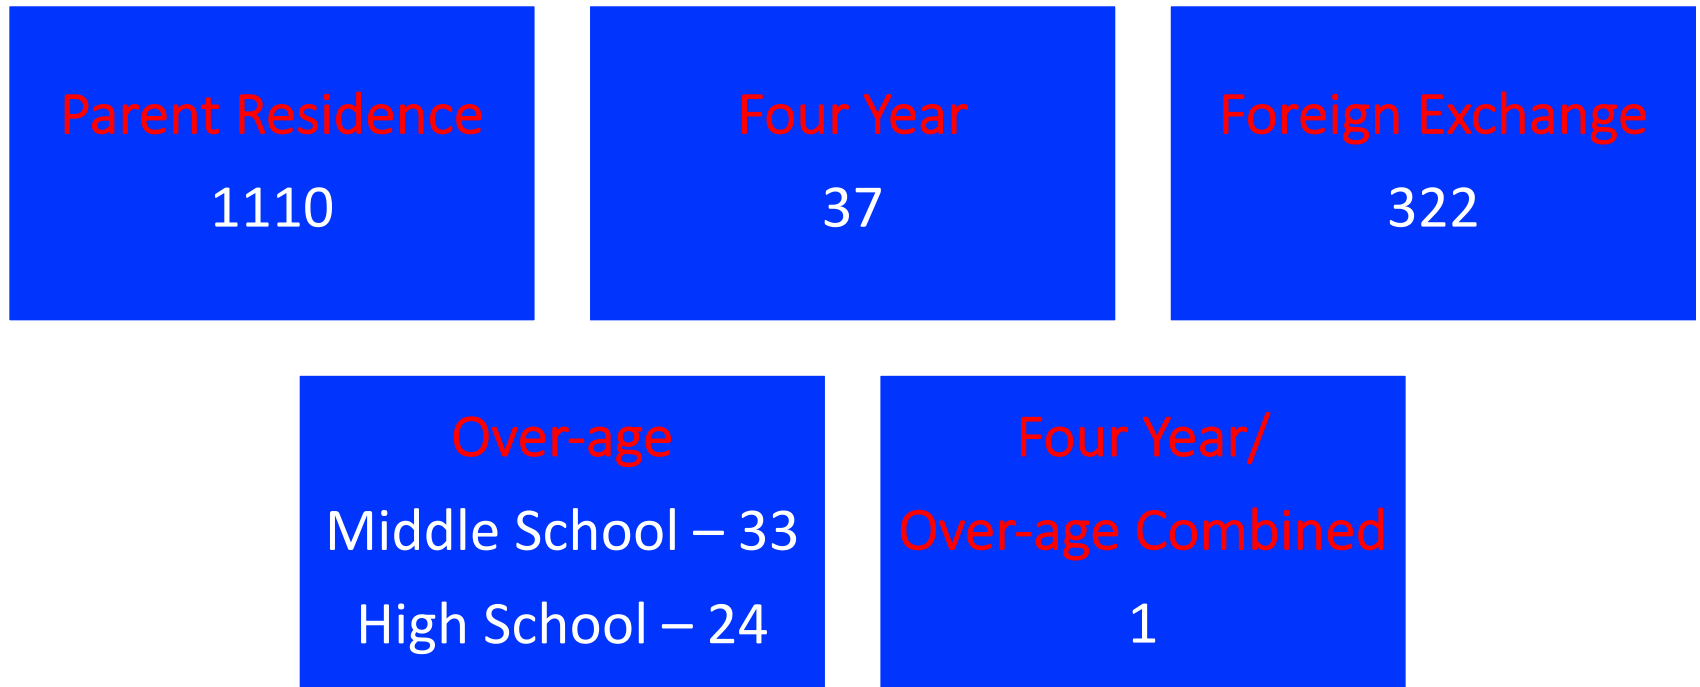 Parent Residence
1110
Four Year
37
Foreign Exchange
322
Over-age
Middle School – 33
High School – 24
Four Year/
Over-age Combined
1